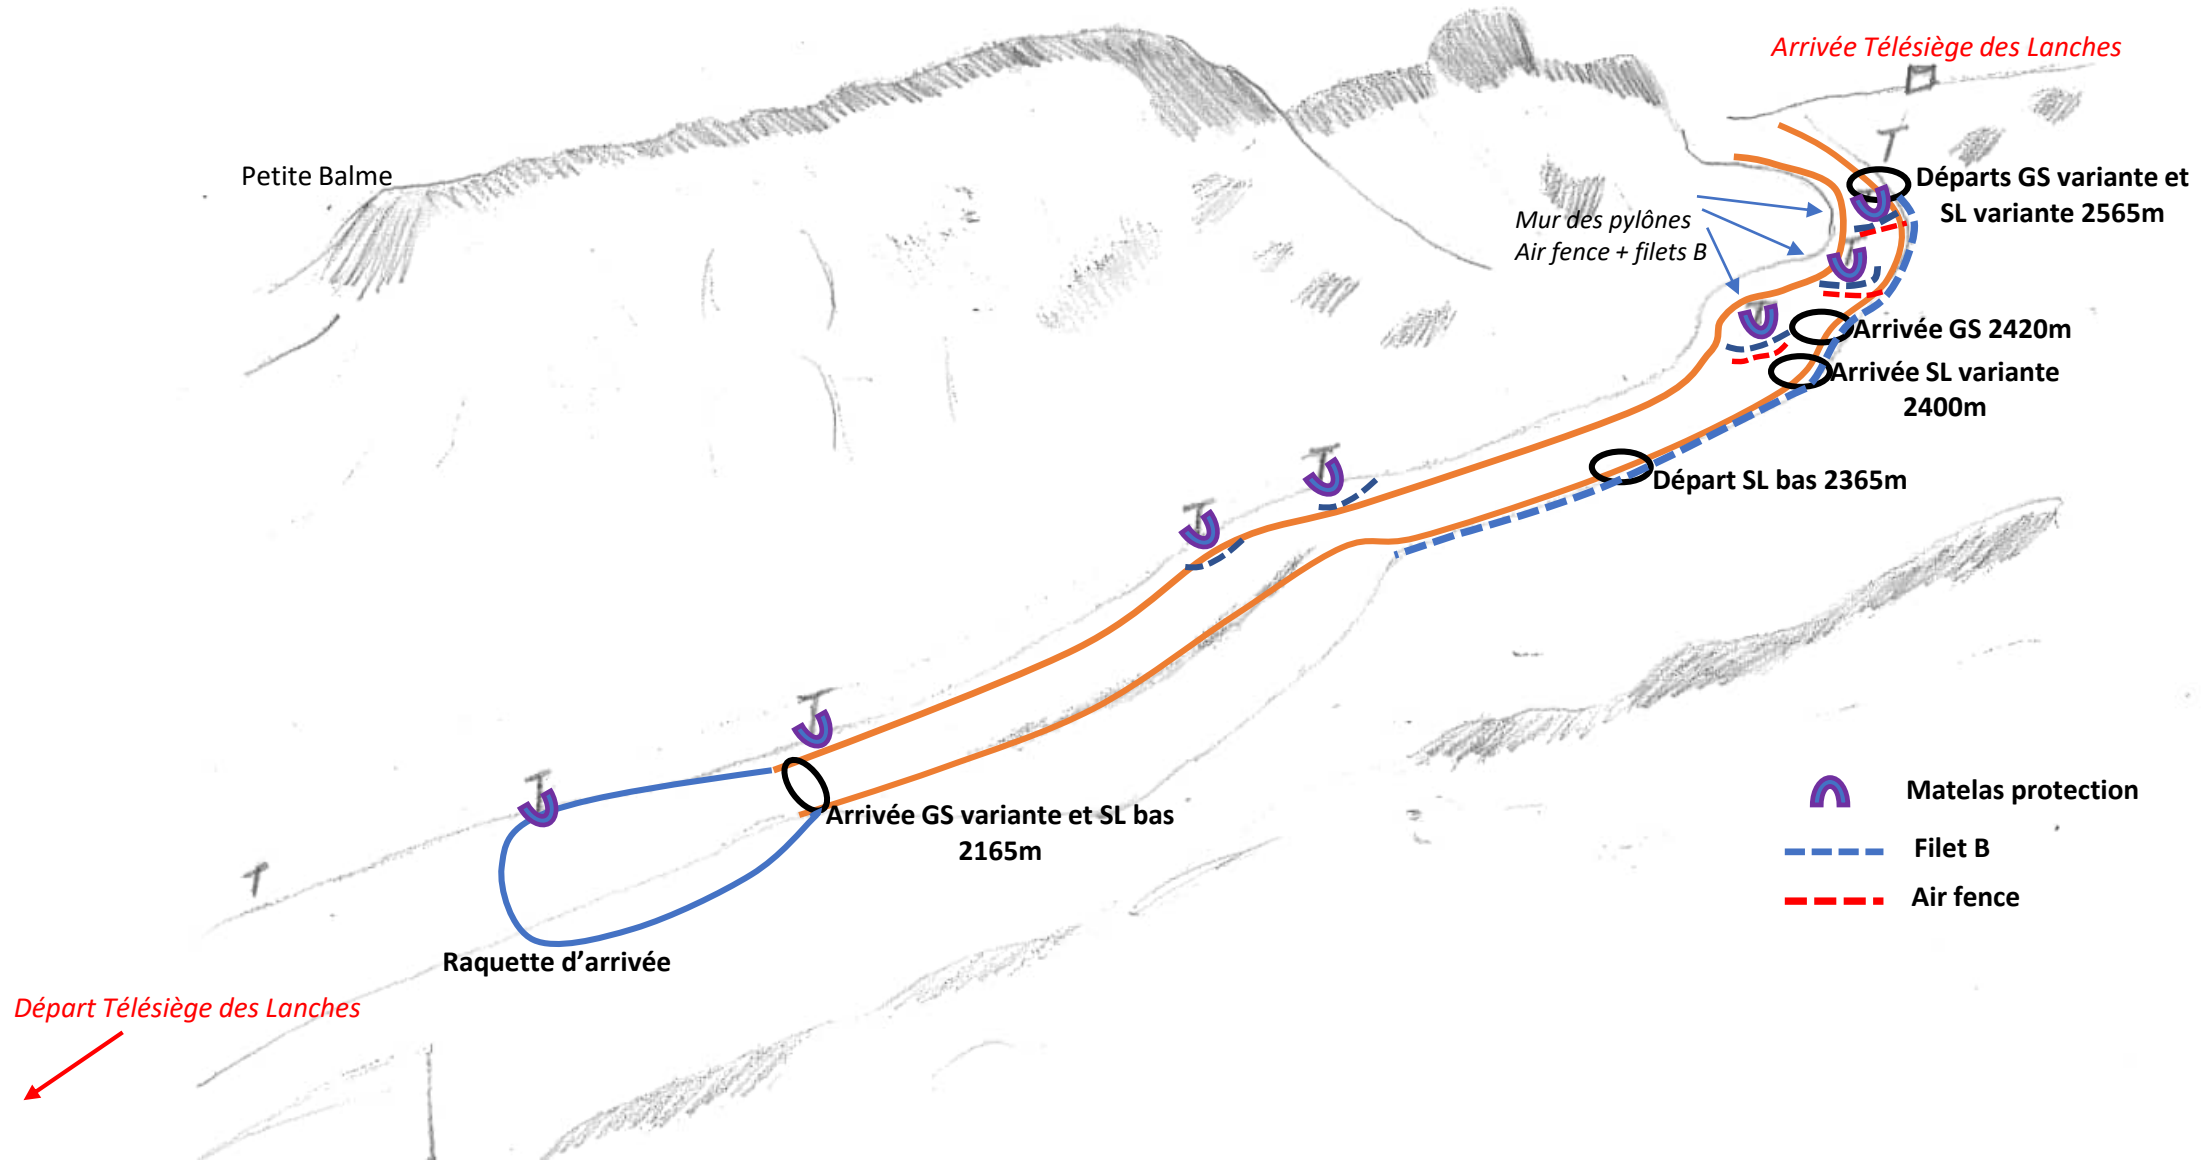 Arrivée Télésiège des Lanches
Petite Balme
Départs GS variante et
SL variante 2565m
Mur des pylônes
Air fence + filets B
Arrivée GS 2420m
Arrivée SL variante
2400m
Départ SL bas 2365m
Matelas protection
Arrivée GS variante et SL bas
2165m
Filet B
Air fence
Raquette d’arrivée
Départ Télésiège des Lanches